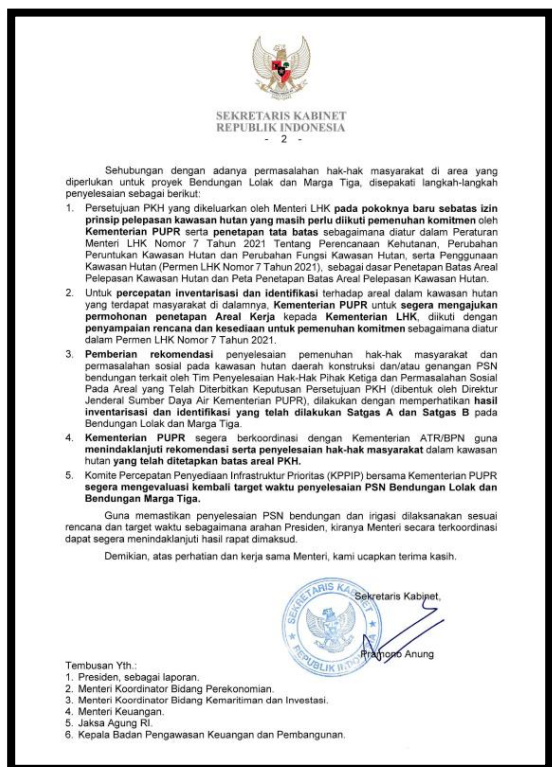 SEKRETARIS KABINET
REPUBLIK INDONESIA
- 2 -
Sehubungan dengan adanya permasalahan hak-hak masyarakat di area yang
diperlukan untuk proyek Bendungan Lolak dan Marga Tiga, disepakati langkah-langkah
penyelesaian sebagai berikut:
1. Persetujuan PKH yang dikeluarkan oleh Menteri LHK pada pokoknya baru sebatas izin
prinsip pelepasan kawasan hutan yang masih perlu diikuti pemenuhan komitmen oleh
Kementerian PUPR serta penetapan tata batas sebagaimana diatur dalam Peraturan
Menteri LHK Nomor 7 Tahun 2021 Tentang Perencanaan Kehutanan, Perubahan
Peruntukan Kawasan Hutan dan Perubahan Fungsi Kawasan Hutan, serta Penggunaan
Kawasan Hutan (Permen LHK Nomor 7 Tahun 2021), sebagai dasar Penetapan Batas Areal
Pelepasan Kawasan Hutan dan Peta Penetapan Batas Areal Pelepasan Kawasan Hutan.
2. Untuk percepatan inventarisasi dan identifikasi terhadap areal dalam kawasan hutan
yang terdapat masyarakat di dalamnya, Kementerian PUPR untuk segera mengajukan
permohonan penetapan Areal Kerja kepada Kementerian LHK, diikuti dengan
penyampaian rencana dan kesediaan untuk pemenuhan komitmen sebagaimana diatur
dalam Permen LHK Nomor 7 Tahun 2021.
3. Pemberian rekomendasi penyelesaian pemenuhan hak-hak masyarakat dan
permasalahan sosial pada kawasan hutan daerah konstruksi dan/atau genangan PSN
bendungan terkait oleh Tim Penyelesaian Hak-Hak Pihak Ketiga dan Permasalahan Sosial
Pada Areal yang Telah Diterbitkan Keputusan Persetujuan PKH (dibentuk oleh Direktur
Jenderal Sumber Daya Air Kementerian PUPR), dilakukan dengan memperhatikan hasil
inventarisasi dan identifikasi yang telah dilakukan Satgas A dan Satgas B pada
Bendungan Lolak dan Marga Tiga.
4. Kementerian PUPR segera berkoordinasi dengan Kementerian ATR/BPN guna
menindaklanjuti rekomendasi serta penyelesaian hak-hak masyarakat dalam kawasan
hutan yang telah ditetapkan batas areal PKH.
5. Komite Percepatan Penyediaan Infrastruktur Prioritas (KPPIP) bersama Kementerian PUPR
segera mengevaluasi kembali target waktu penyelesaian PSN Bendungan Lolak dan
Bendungan Marga Tiga.
Guna memastikan penyelesaian PSN bendungan dan irigasi dilaksanakan sesuai
rencana dan target waktu sebagaimana arahan Presiden, kiranya Menteri secara terkoordinasi
dapat segera menindaklanjuti hasil rapat dimaksud.
Demikian, atas perhatian dan kerja sama Menteri, kami ucapkan terima kasih.
Sekretaris Kabinet,
SEKRETARIS KABINET
REPUBLIK INDONESIA
Pramono Anung
Tembusan Yth.:
1. Presiden, sebagai laporan.
2. Menteri Koordinator Bidang Perekonomian.
3. Menteri Koordinator Bidang Kemaritiman dan Investasi.
4. Menteri Keuangan.
5. Jaksa Agung RI.
6. Kepala Badan Pengawasan Keuangan dan Pembangunan.